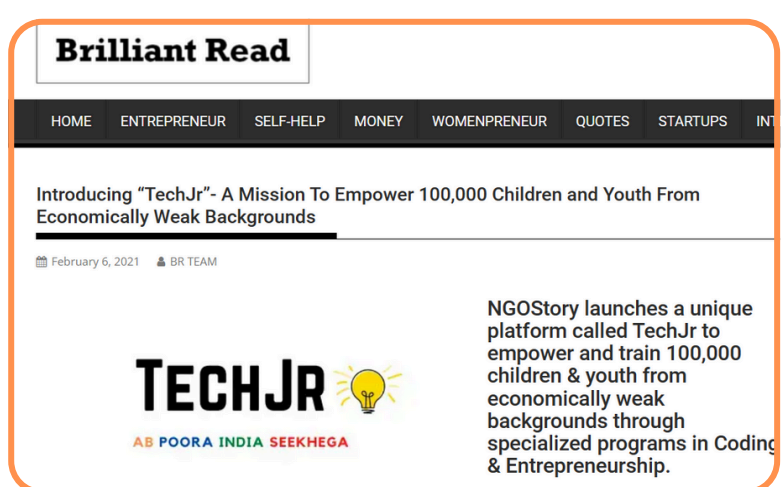 Brilliant Read
HOME ENTREPRENEUR SELF-HELP MONEY WOMENPRENEUR QUOTES STARTUPS INT
Introducing “TechJr”- A Mission To Empower 100,000 Children and Youth From
Economically Weak Backgrounds
February 6, 2021 BR TEAM
TECHJR
AB POORA INDIA SEEKHEGA
NGOStory launches a unique
platform called TechJr to
empower and train 100,000
children & youth from
economically weak
backgrounds through
specialized programs in Coding
& Entrepreneurship.